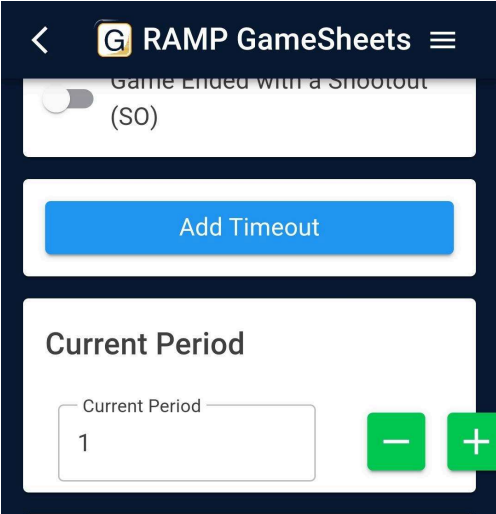 G RAMP GameSheets
Game Ended with a Shootout
(SO)
Add Timeout
Current Period
Current Period
1